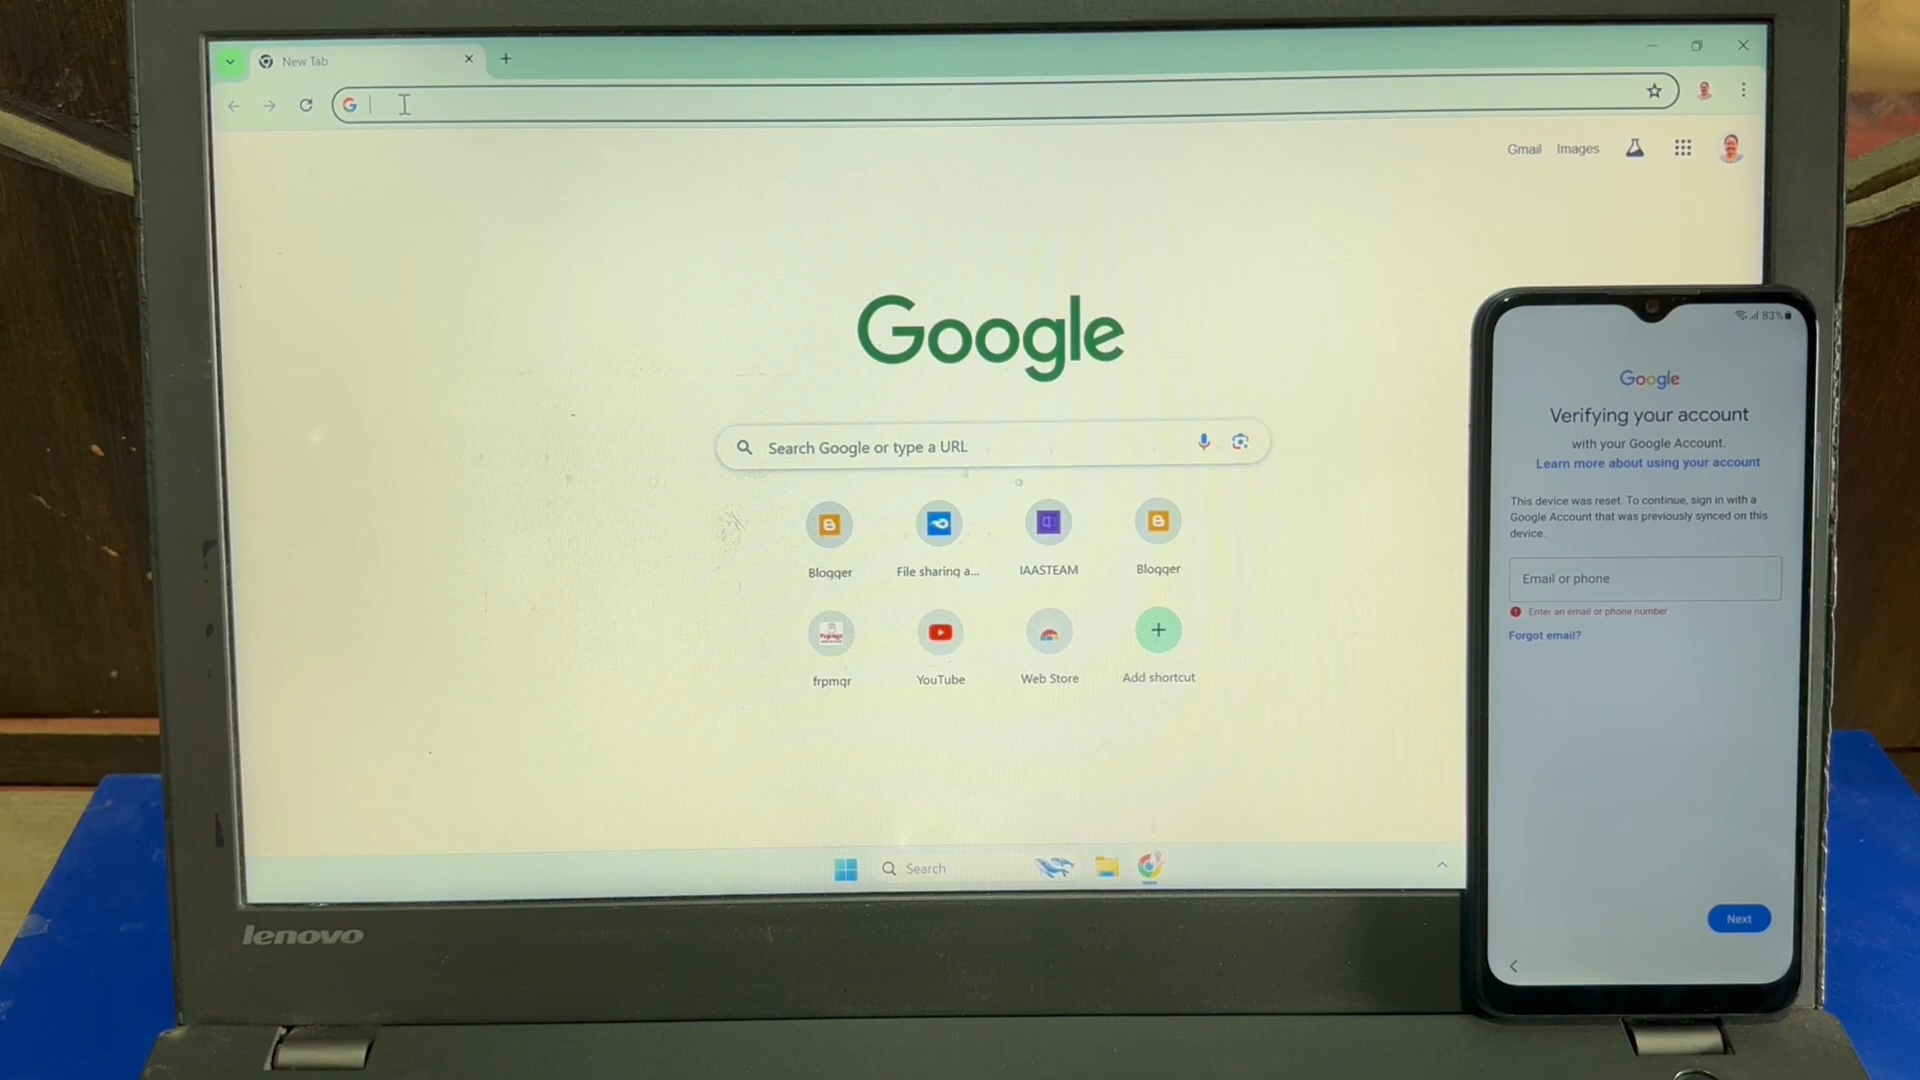 New Tab
Gmail Images
Google
Search Google or type a URL
Blogger
File sharing a...
IAASTEAM
Blogger
frpmqr
YouTube
Web Store
Add shortcut
Search
lenovo
83%
Google
Verifying your account
with your Google Account.
Learn more about using your account
This device was reset. To continue, sign in with a
Google Account that was previously synced on this
device.
Email or phone
Enter an email or phone number
Forgot email?
Next